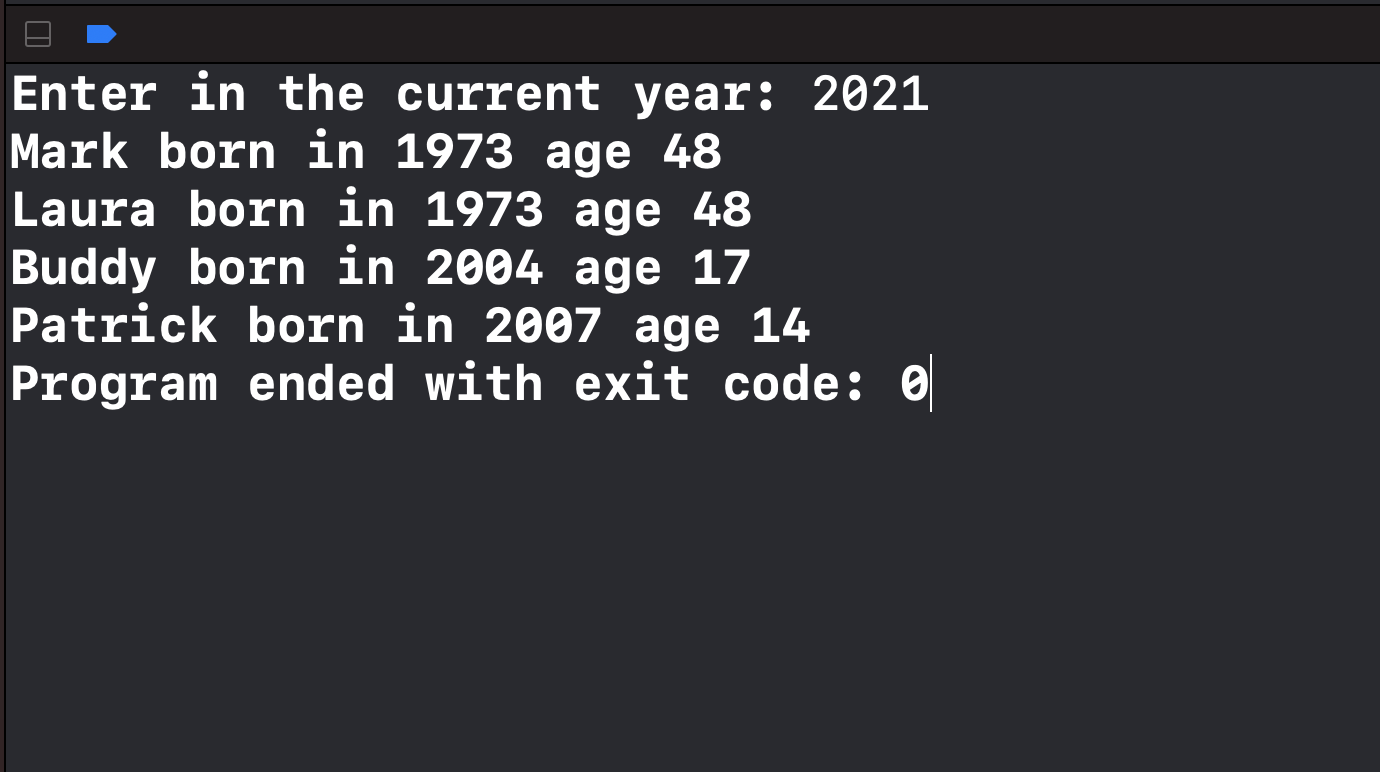 Enter in the current year: 2021
Mark born in 1973 age 48
Laura born in 1973 age 48
Buddy born in 2004 age 17
Patrick born in 2007 age 14
Program ended with exit code: 0